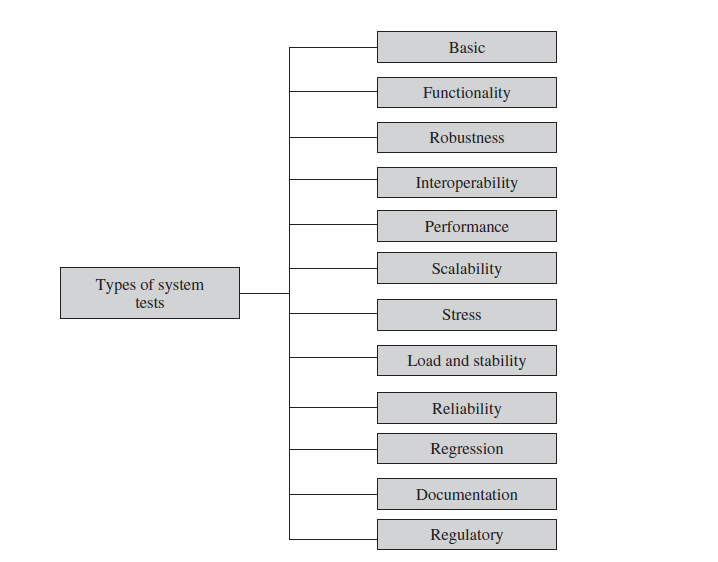 Basic
Functionality
Robustness
Interoperability
Performance
Scalability
Types of system
tests
Stress
Load and stability
Reliability
Regression
Documentation
Regulatory